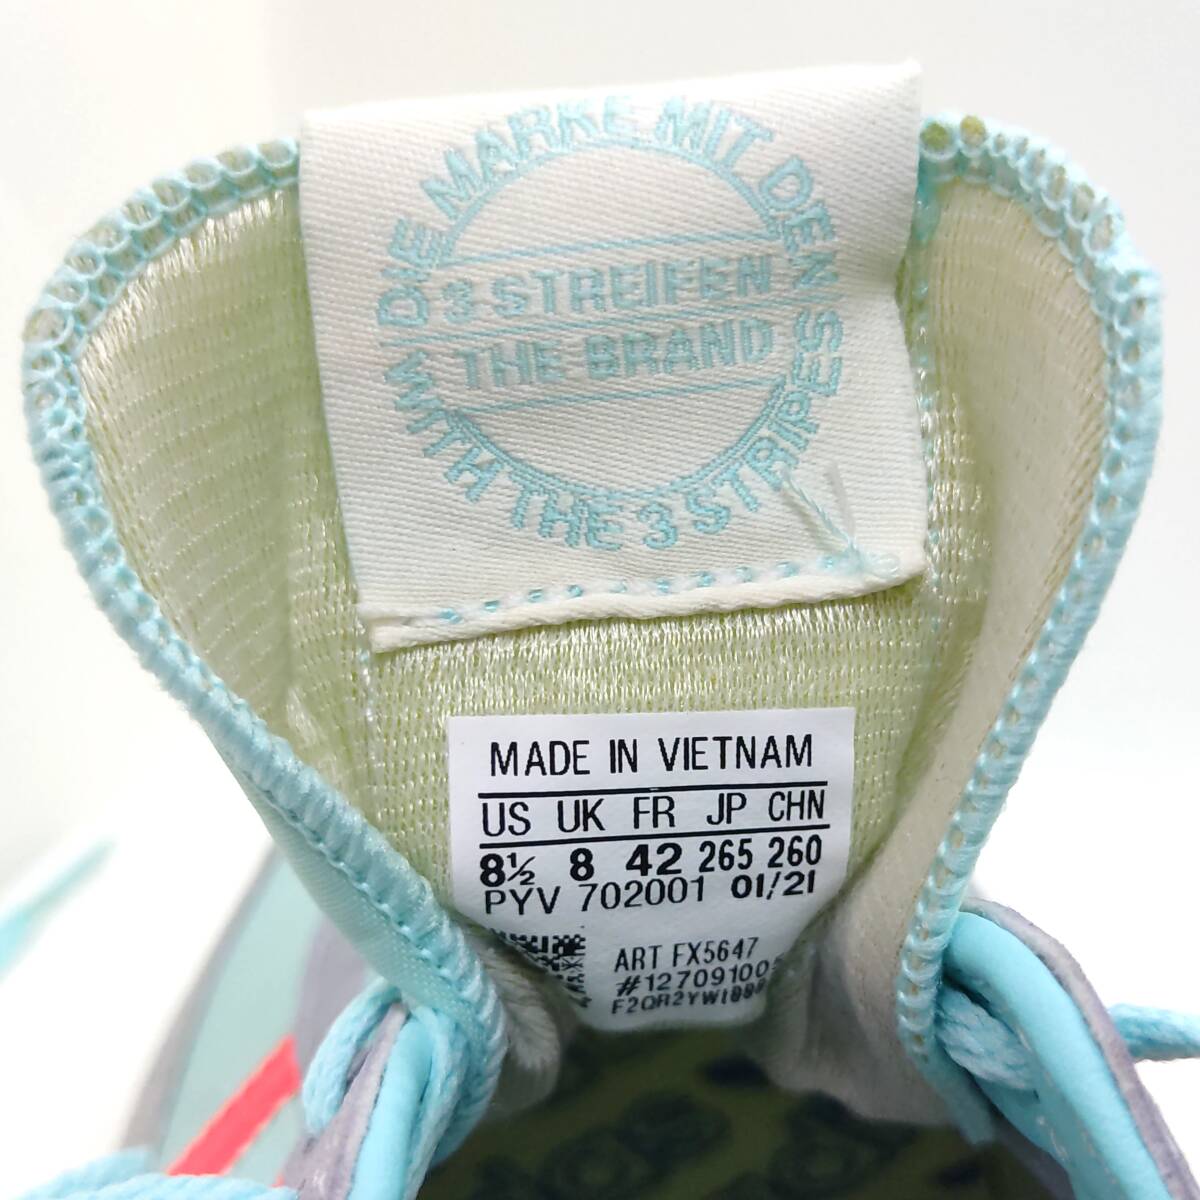 DIE MARKE MIT DEN
3 STREIFEN
THE BRAND
WITH THE 3 STRIPES
MADE IN VIETNAM
US UK FR JP CHN
8½ 8 42 265 260
PYV 702001 01/21
ART FX5647